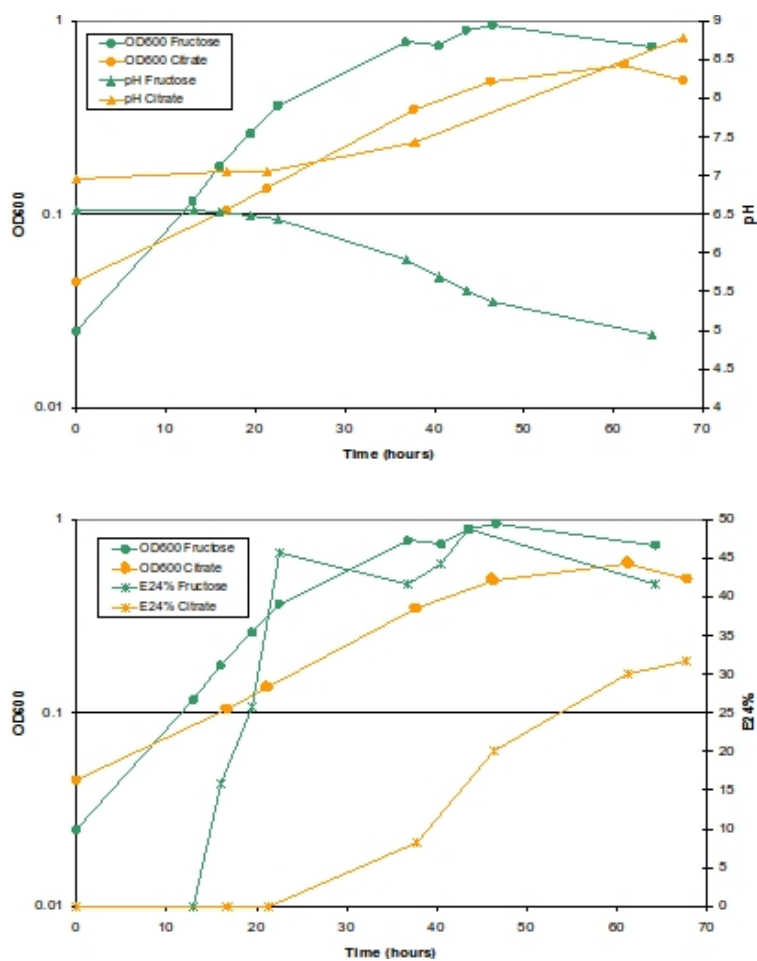 1
0.1
0.01
OD600
OD600 Fructose
OD600 Citrate
pH Fructose
pH Citrate
9
8.5
8
7.5
7
6.5
6
5.5
5
4.5
4
pH
0 10 20 30 40 50 60 70
Time (hours)
1
0.1
0.01
OD600
OD600 Fructose
OD600 Citrate
E24% Fructose
E24% Citrate
50
45
40
35
30
25
20
15
10
5
0
E24%
0 10 20 30 40 50 60 70
Time (hours)